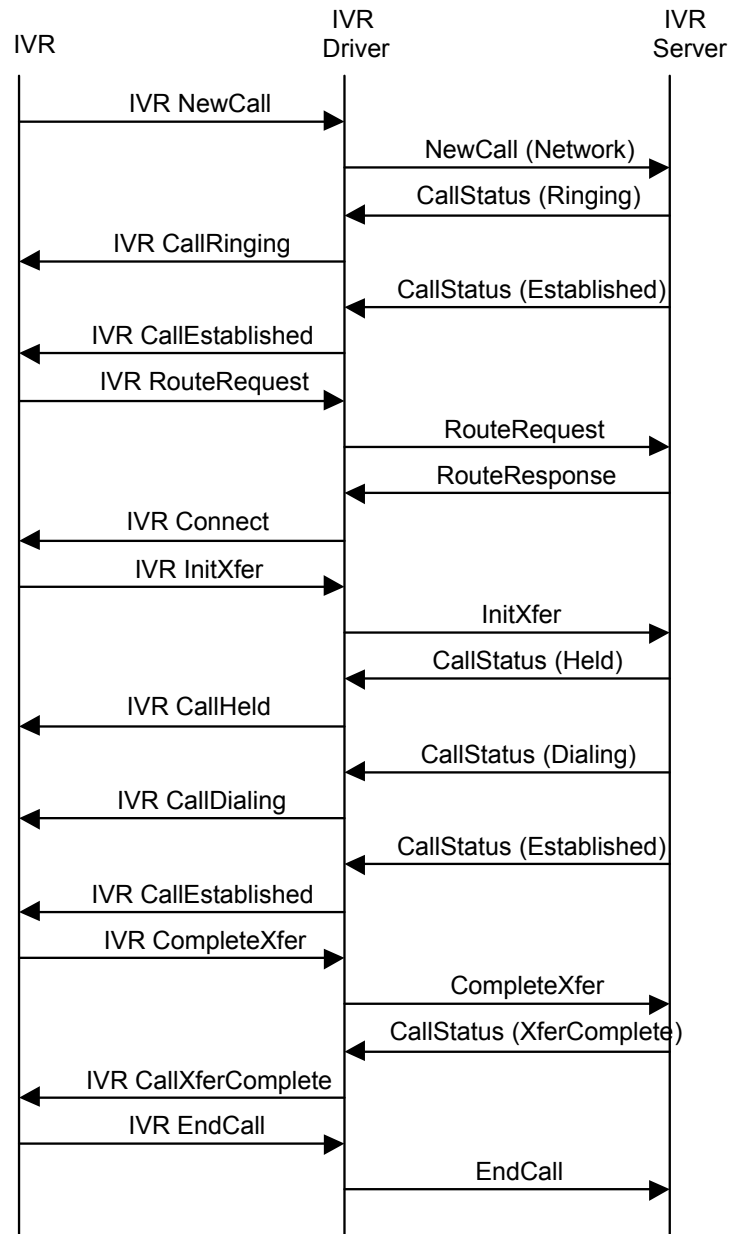 IVR
IVR
Driver
IVR
Server
IVR NewCall
NewCall (Network)
CallStatus (Ringing)
IVR CallRinging
CallStatus (Established)
IVR CallEstablished
IVR RouteRequest
RouteRequest
RouteResponse
IVR Connect
IVR InitXfer
InitXfer
CallStatus (Held)
IVR CallHeld
CallStatus (Dialing)
IVR CallDialing
CallStatus (Established)
IVR CallEstablished
IVR CompleteXfer
CompleteXfer
CallStatus (XferComplete)
IVR CallXferComplete
IVR EndCall
EndCall